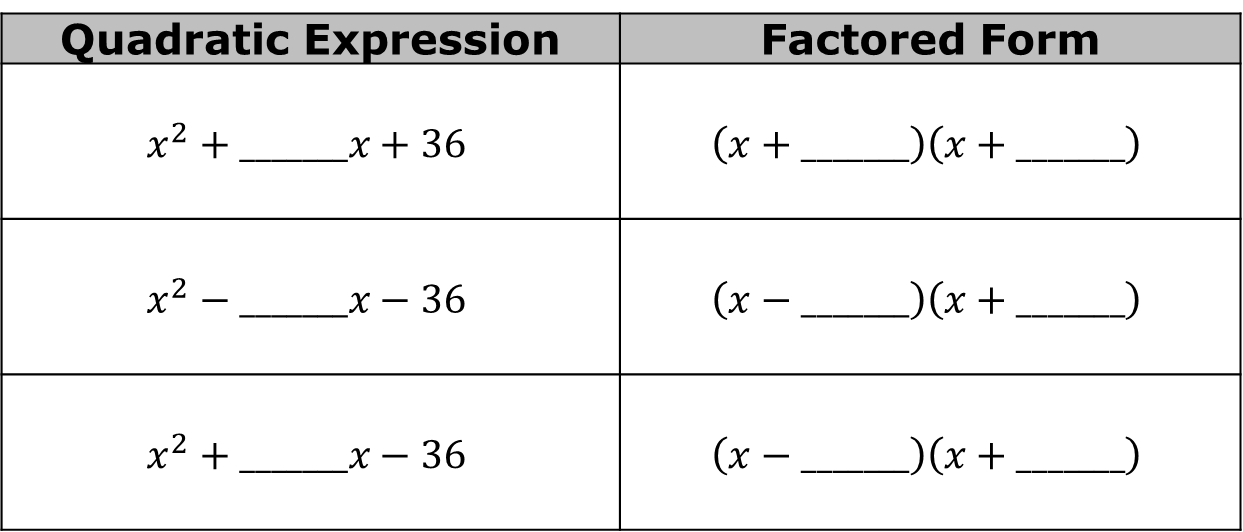 Quadratic Expression Factored Form
x² + ______x + 36 (x + ______)(x + ______)
x² − ______x − 36 (x − ______)(x + ______)
x² + ______x − 36 (x − ______)(x + ______)